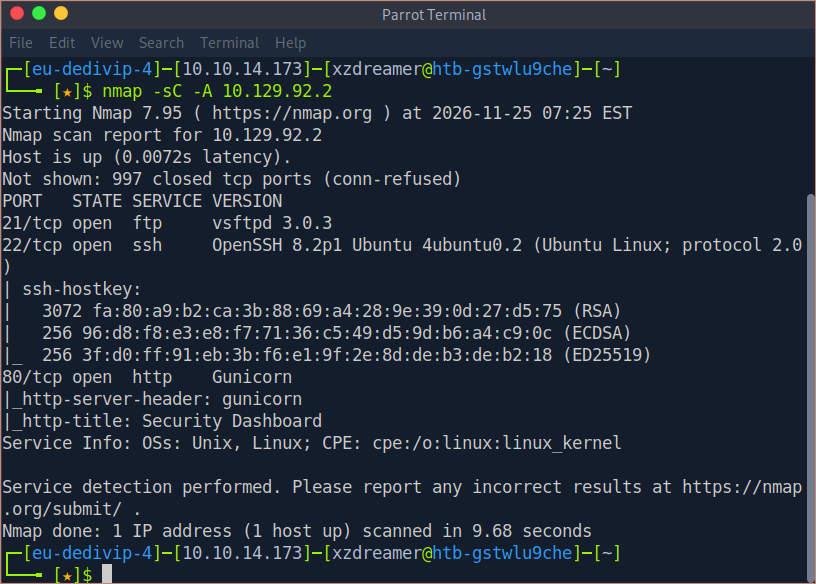 Parrot Terminal
File Edit View Search Terminal Help
┌─[eu-dedivip-4]─[10.10.14.173]─[xzdreamer@htb-gstwlu9che]─[~]
└──╼ [★]$ nmap -sC -A 10.129.92.2
Starting Nmap 7.95 ( https://nmap.org ) at 2026-11-25 07:25 EST
Nmap scan report for 10.129.92.2
Host is up (0.0072s latency).
Not shown: 997 closed tcp ports (conn-refused)
PORT   STATE SERVICE VERSION
21/tcp open  ftp     vsftpd 3.0.3
22/tcp open  ssh     OpenSSH 8.2p1 Ubuntu 4ubuntu0.2 (Ubuntu Linux; protocol 2.0
)
| ssh-hostkey:
|   3072 fa:80:a9:b2:ca:3b:88:69:a4:28:9e:39:0d:27:d5:75 (RSA)
|   256 96:d8:f8:e3:e8:f7:71:36:c5:49:d5:9d:b6:a4:c9:0c (ECDSA)
|_  256 3f:d0:ff:91:eb:3b:f6:e1:9f:2e:8d:de:b3:de:b2:18 (ED25519)
80/tcp open  http    Gunicorn
|_http-server-header: gunicorn
|_http-title: Security Dashboard
Service Info: OSs: Unix, Linux; CPE: cpe:/o:linux:linux_kernel

Service detection performed. Please report any incorrect results at https://nmap
.org/submit/ .
Nmap done: 1 IP address (1 host up) scanned in 9.68 seconds
┌─[eu-dedivip-4]─[10.10.14.173]─[xzdreamer@htb-gstwlu9che]─[~]
└──╼ [★]$